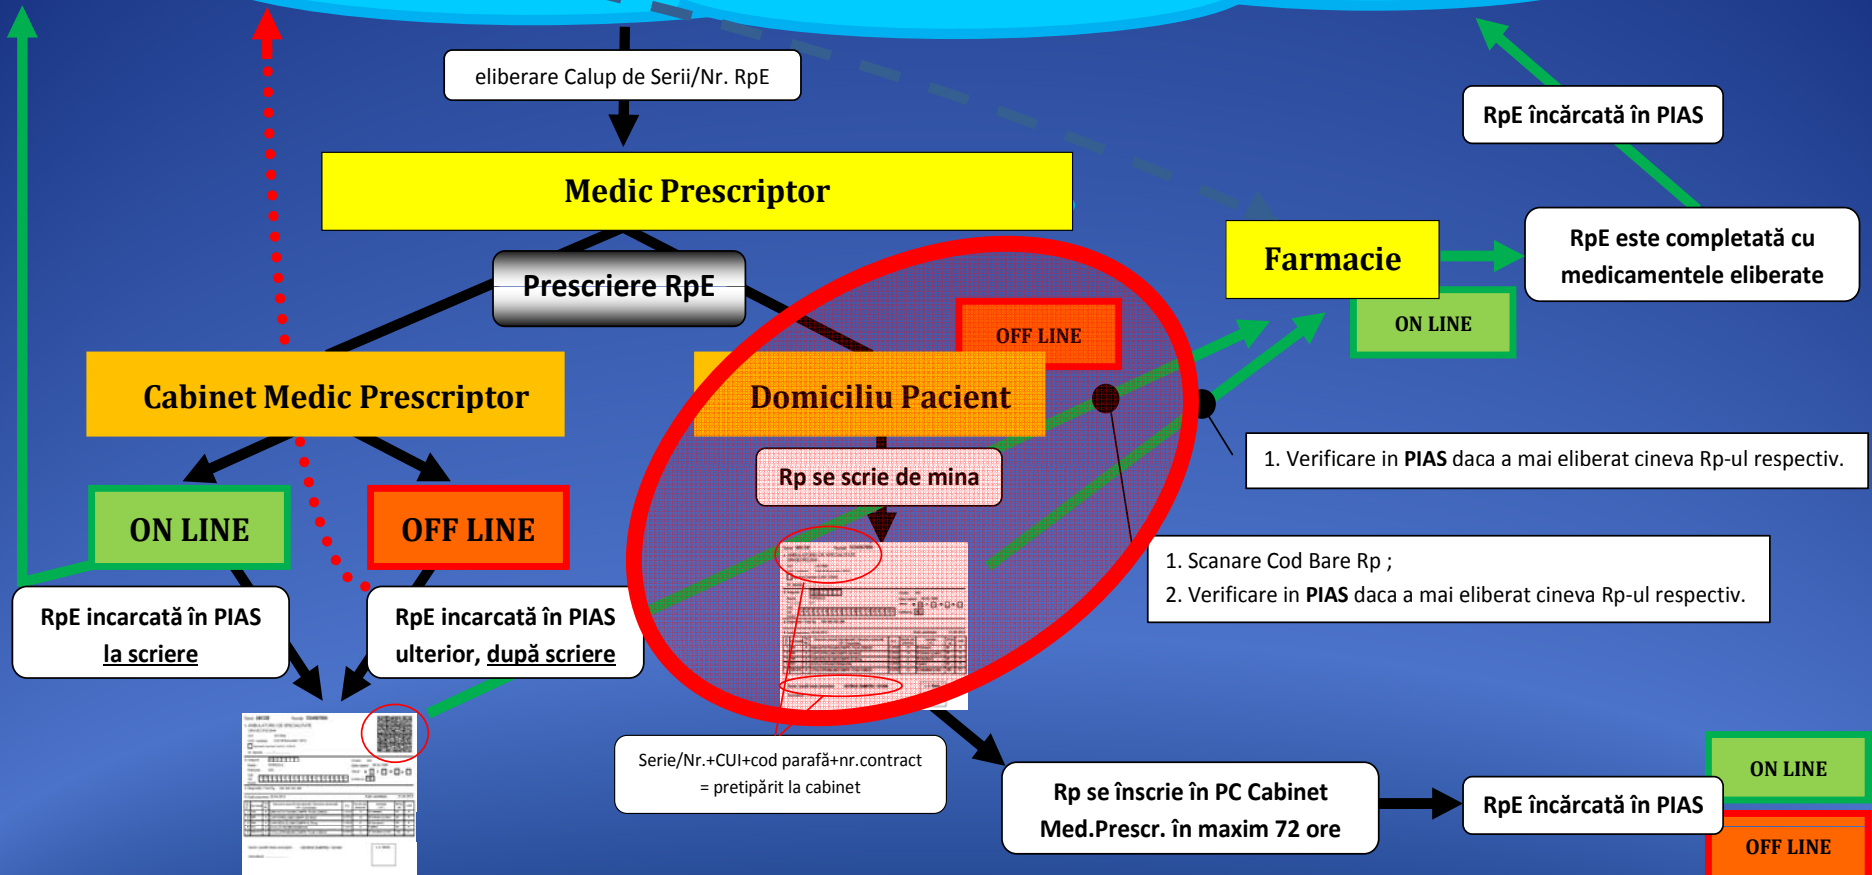 eliberare Calup de Serii/Nr. RpE
RpE încărcată în PIAS
Medic Prescriptor
Prescriere RpE
Farmacie
RpE este completată cu
medicamentele eliberate
ON LINE
OFF LINE
Cabinet Medic Prescriptor
Domiciliu Pacient
Rp se scrie de mina
1. Verificare in PIAS daca a mai eliberat cineva Rp-ul respectiv.
ON LINE
OFF LINE
1. Scanare Cod Bare Rp ;
2. Verificare in PIAS daca a mai eliberat cineva Rp-ul respectiv.
RpE incarcată în PIAS
la scriere
RpE incarcată în PIAS
ulterior, după scriere
Serie/Nr.+CUI+cod parafă+nr.contract
= pretipărit la cabinet
Rp se înscrie în PC Cabinet
Med.Prescr. în maxim 72 ore
RpE încărcată în PIAS
ON LINE
OFF LINE